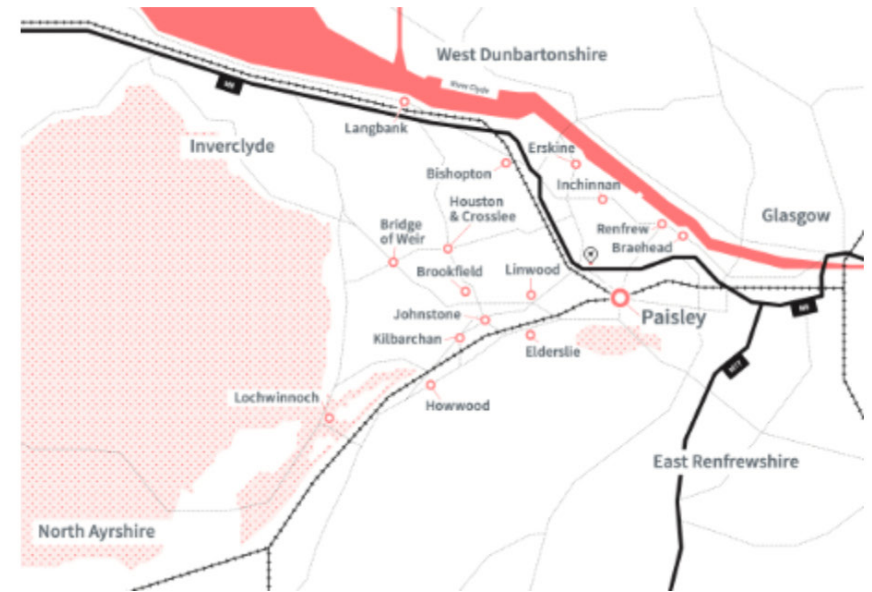 West Dunbartonshire
River Clyde
M8
Langbank
Inverclyde
Erskine
Bishopton
Inchinnan
Houston
& Crosslee
Glasgow
Bridge
of Weir
Renfrew
Braehead
Brookfield
Linwood
M8
Johnstone
Paisley
Kilbarchan
Elderslie
M77
Lochwinnoch
Howwood
East Renfrewshire
North Ayrshire